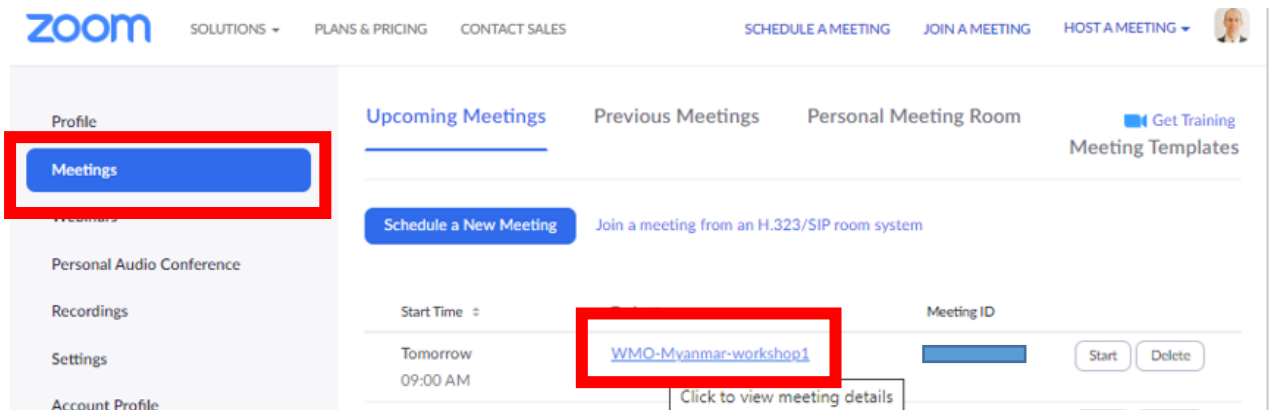 zoom SOLUTIONS PLANS & PRICING CONTACT SALES SCHEDULE A MEETING JOIN A MEETING HOST A MEETING
Profile
Meetings
Webinars
Personal Audio Conference
Recordings
Settings
Account Profile
Upcoming Meetings Previous Meetings Personal Meeting Room
Get Training
Meeting Templates
Schedule a New Meeting Join a meeting from an H.323/SIP room system
Start Time Meeting ID
Tomorrow WMO-Myanmar-workshop1 Start Delete
09:00 AM
Click to view meeting details